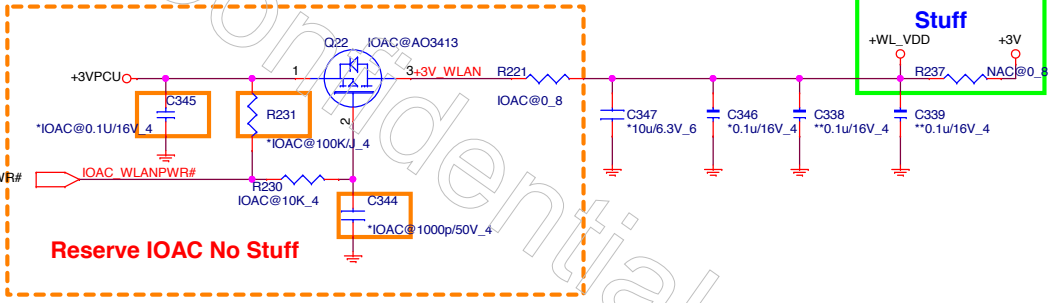 Confidential
Stuff
+WL_VDD
+3V
Q22 IOAC@AO3413
+3VPCU
1
3
+3V_WLAN
R221
IOAC@0_8
R237
NAC@0_8
C345
*IOAC@0.1U/16V_4
R231
*IOAC@100K/J_4
2
C347
*10u/6.3V_6
C346
*0.1u/16V_4
C338
**0.1u/16V_4
C339
**0.1u/16V_4
WR#
IOAC_WLANPWR#
R230
IOAC@10K_4
C344
*IOAC@1000p/50V_4
Reserve IOAC No Stuff